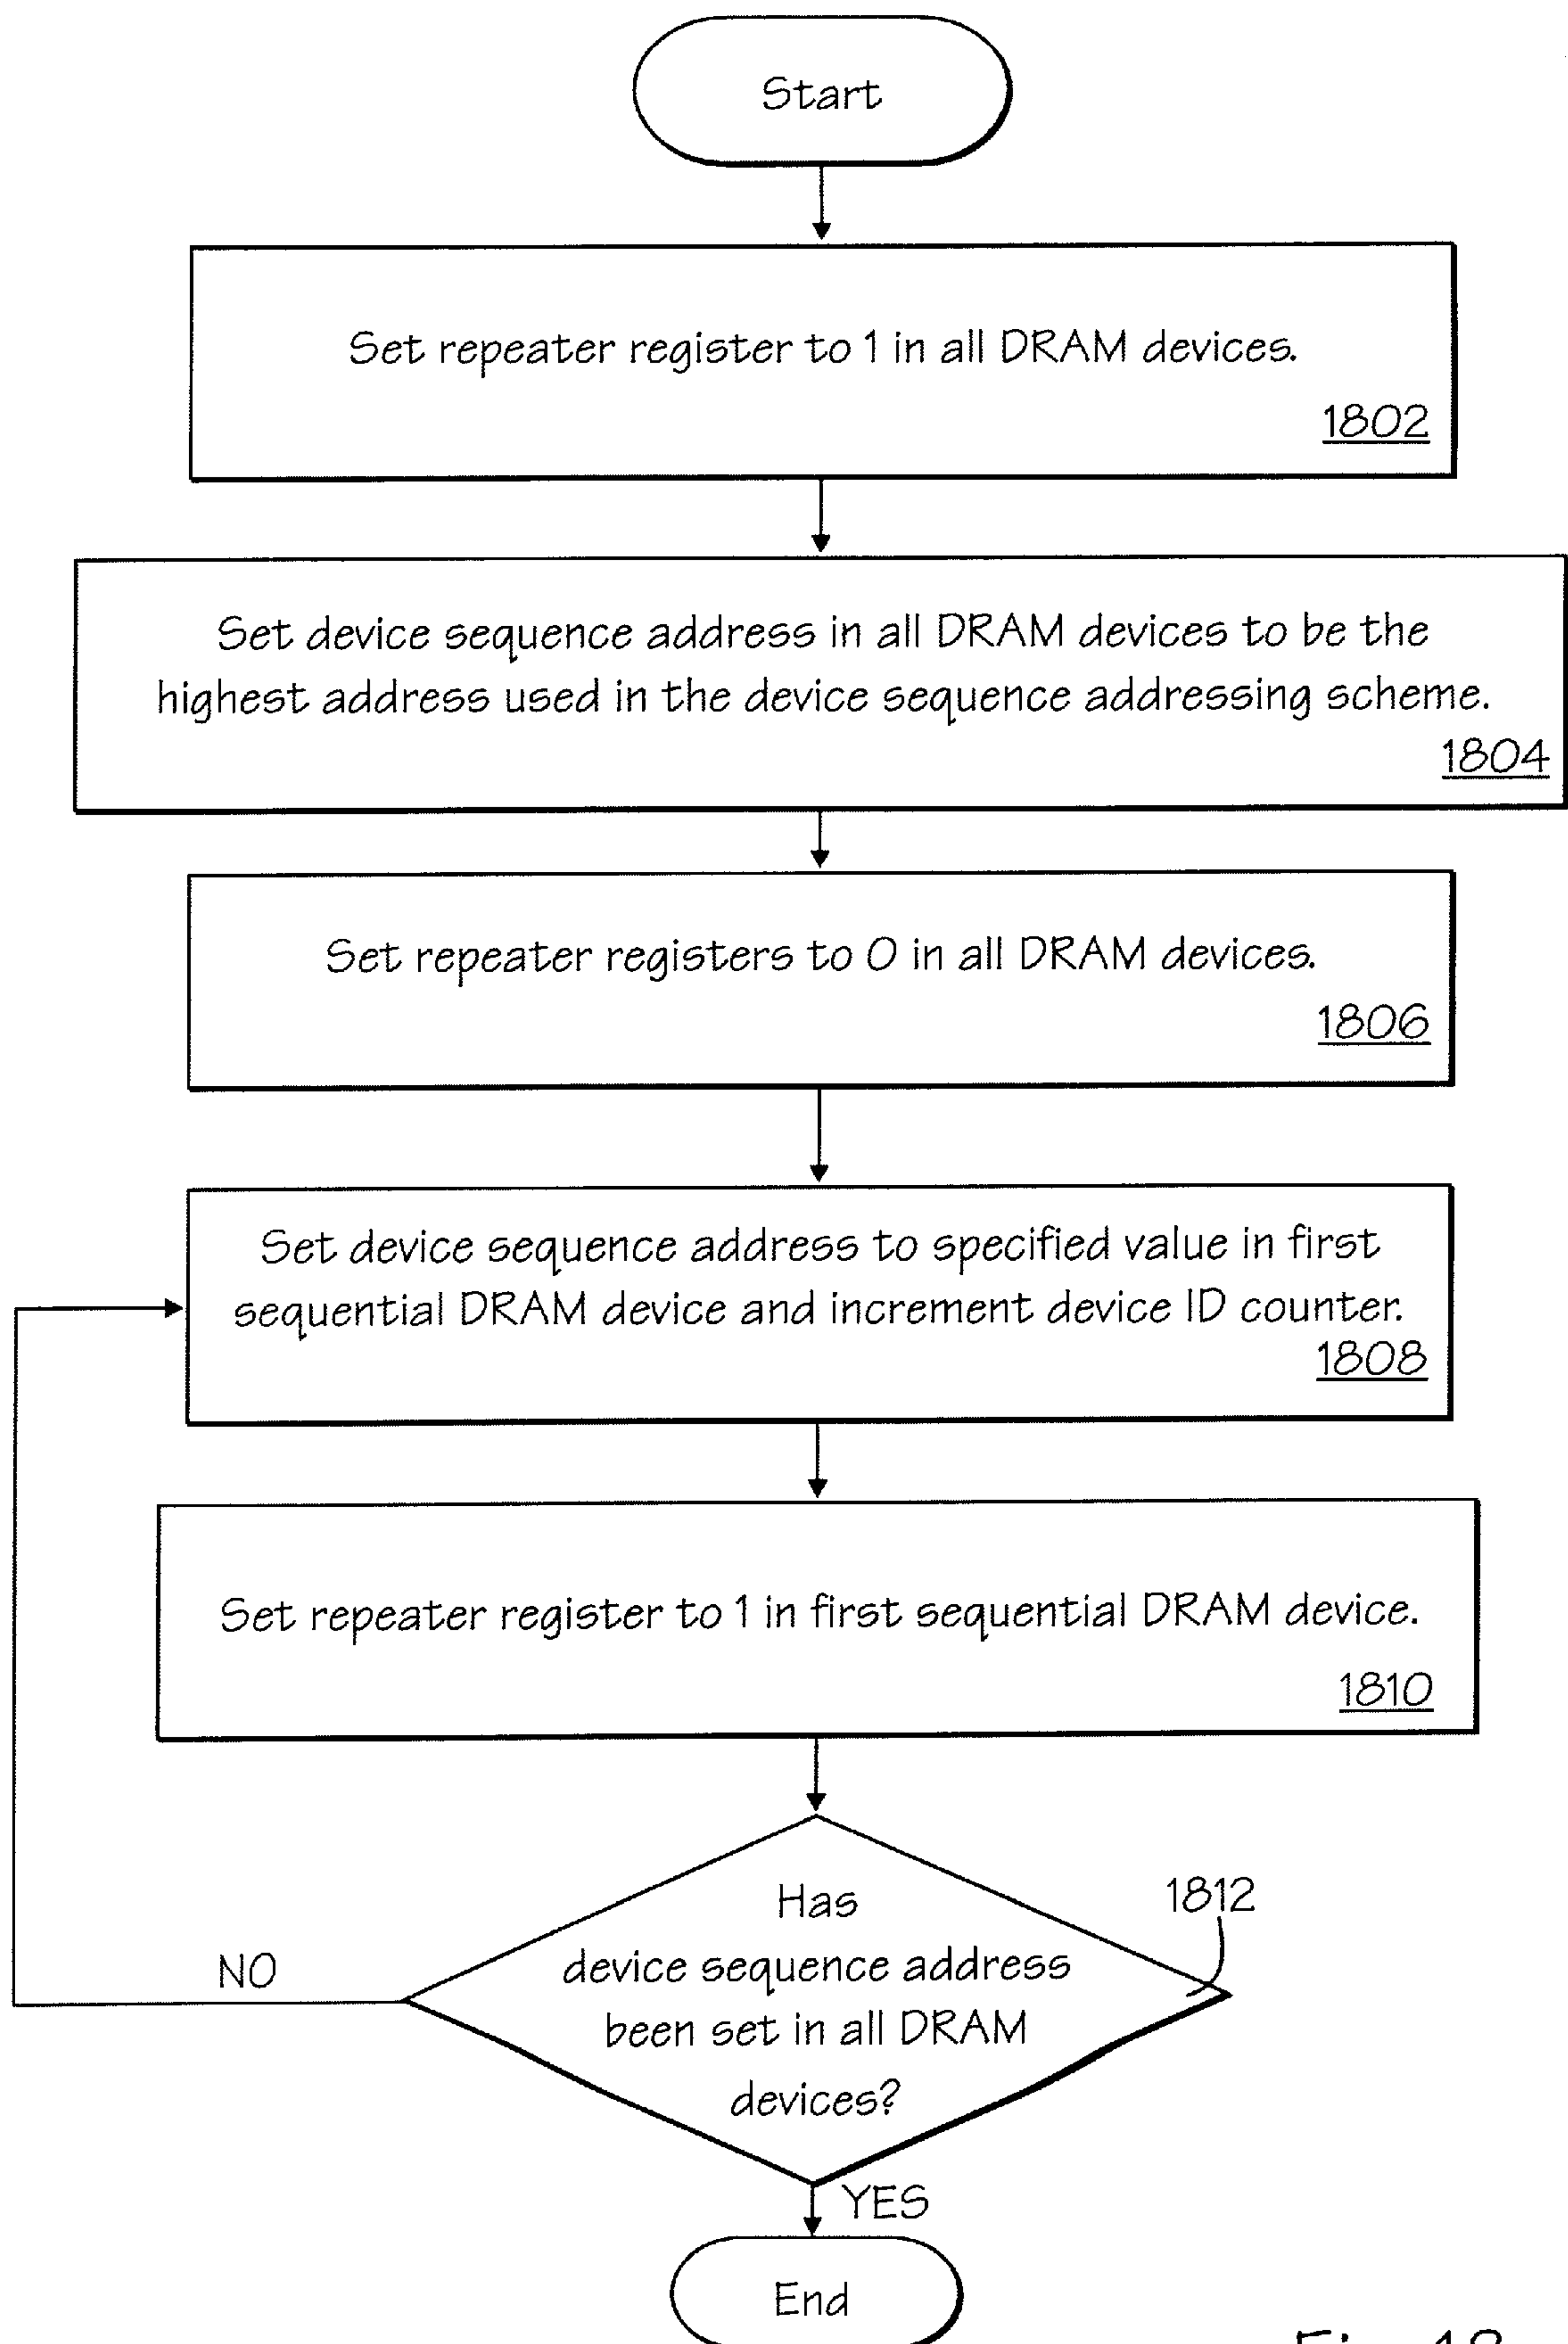 Start
Set repeater register to 1 in all DRAM devices.
1802
Set device sequence address in all DRAM devices to be the
highest address used in the device sequence addressing scheme.
1804
Set repeater registers to 0 in all DRAM devices.
1806
Set device sequence address to specified value in first
sequential DRAM device and increment device ID counter.
1808
Set repeater register to 1 in first sequential DRAM device.
1810
Has
device sequence address
been set in all DRAM
devices?
1812
NO
YES
End